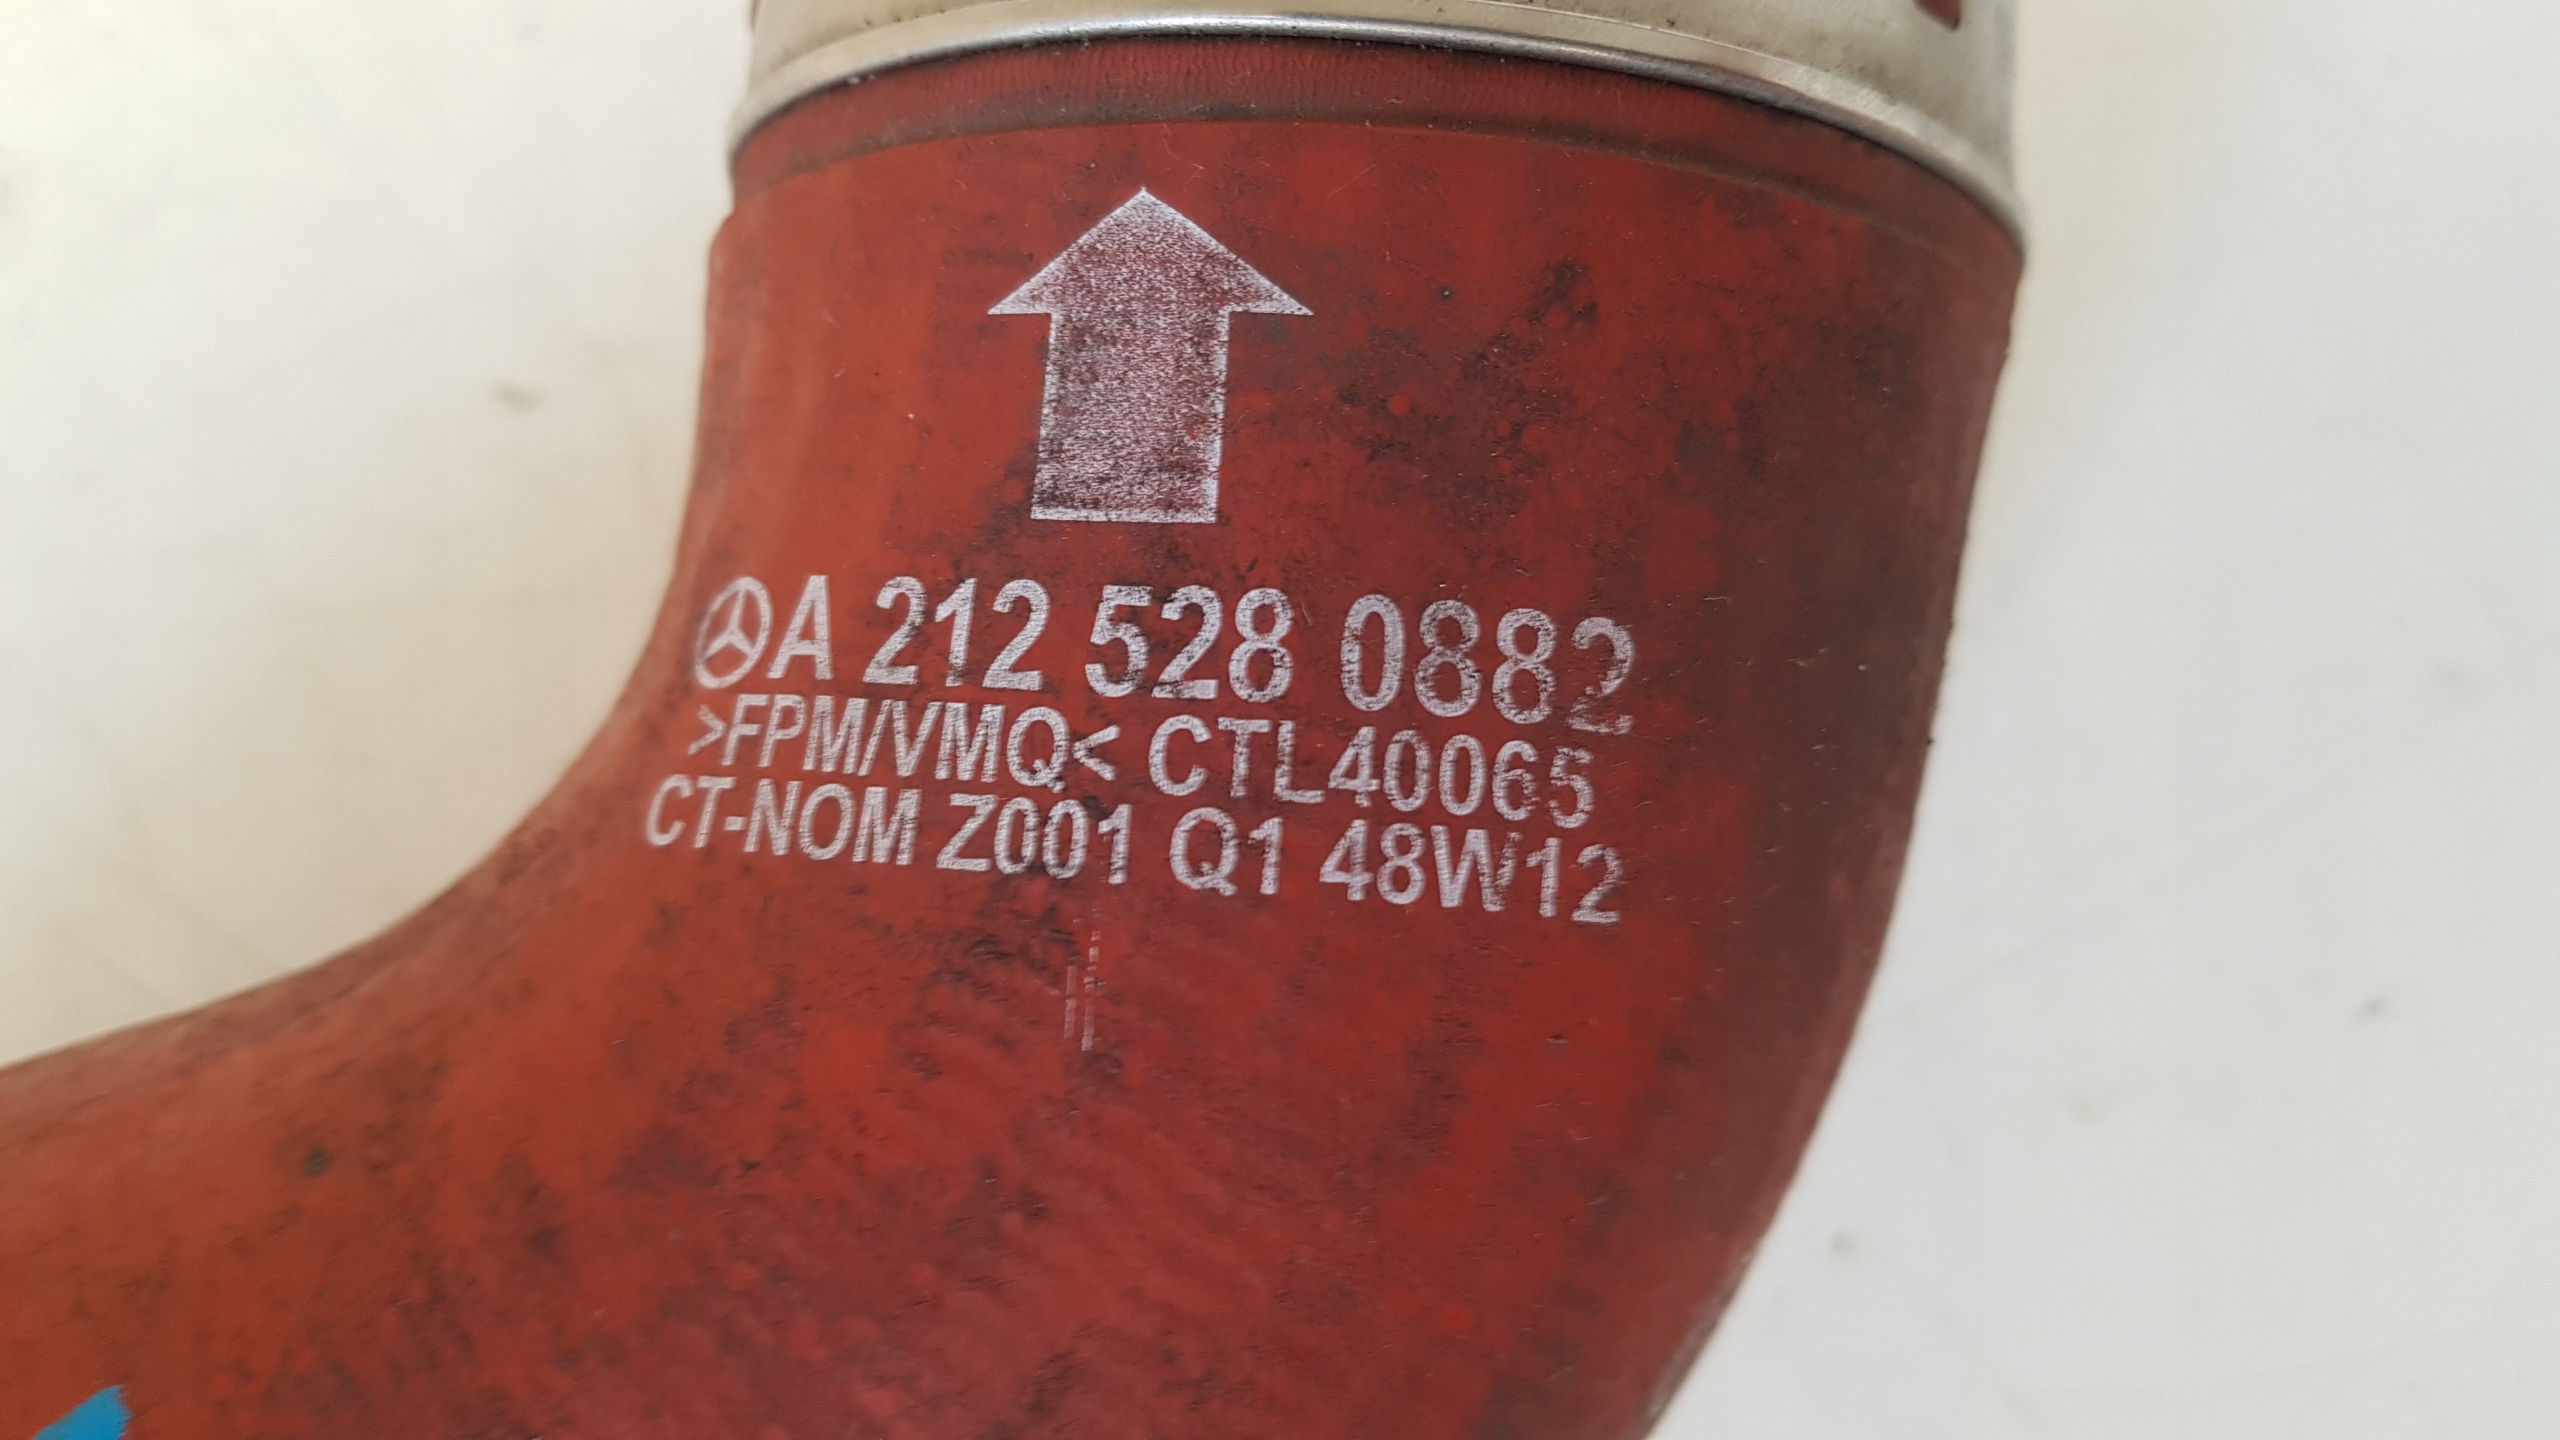 A 212 528 0882
>FPM/VMQ< CTL40065
CT-NOM Z001 Q1 48W12